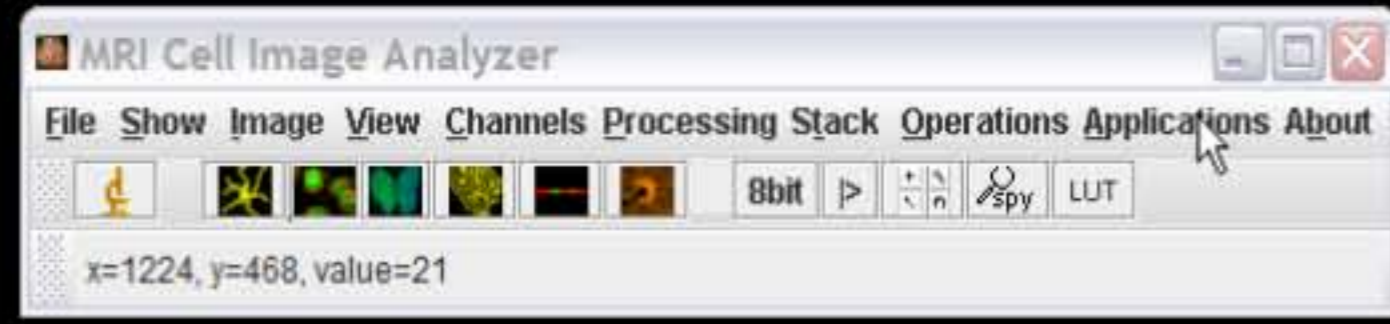 MRI Cell Image Analyzer
File Show Image View Channels Processing Stack Operations Applications About
8bit |> spy LUT
x=1224, y=468, value=21